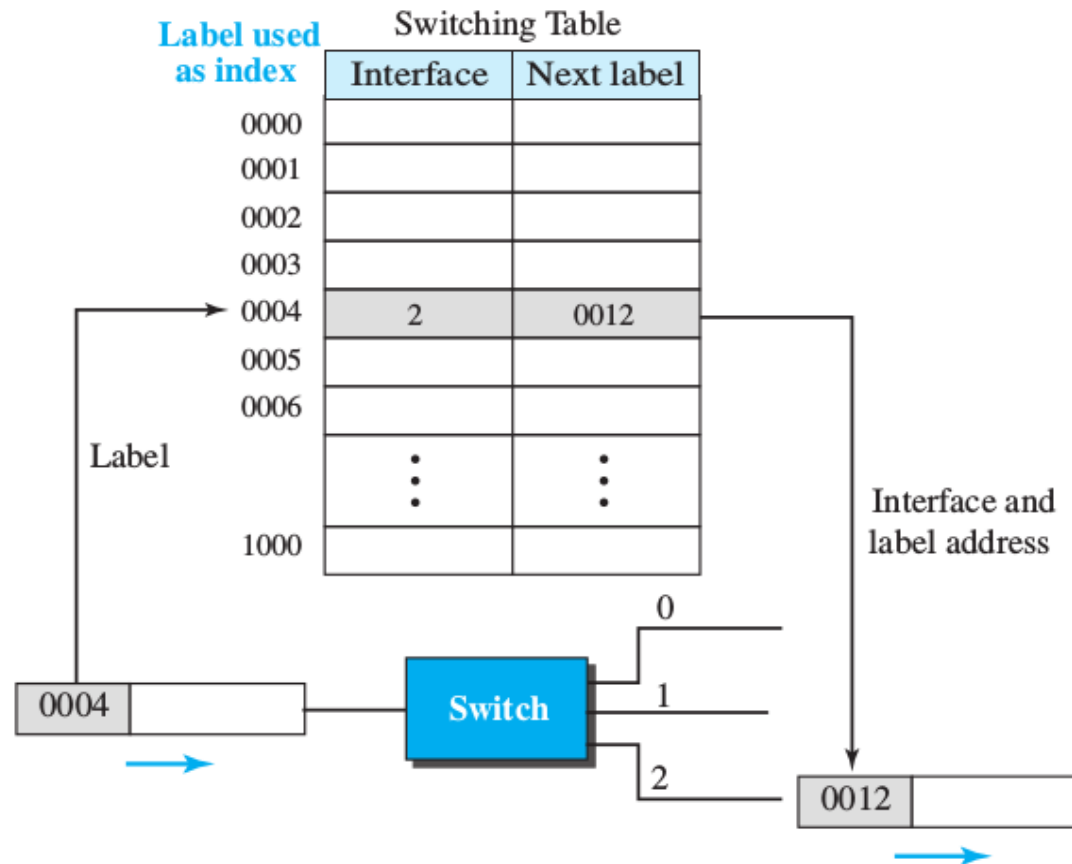 Switching Table
Label used
as index
Interface Next label
0000
0001
0002
0003
0004 2 0012
0005
0006
Label
1000
Interface and
label address
0
0004
Switch
1
2
0012